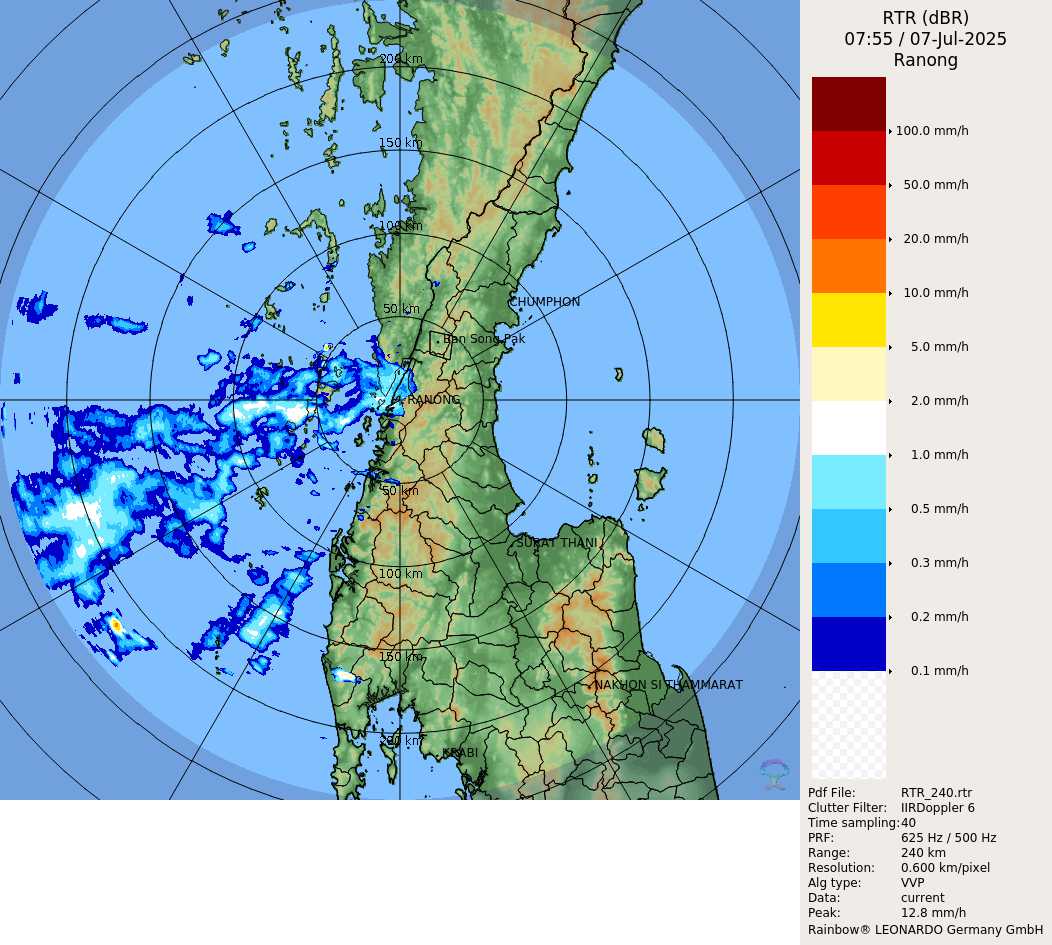 RTR (dBR)
07:55 / 07-Jul-2025
Ranong
200 km
150 km
100 km
50 km
CHUMPHON
Ban Song Pak
RANONG
50 km
SURAT THANI
100 km
150 km
NAKHON SI THAMMARAT
200 km
KRABI
100.0 mm/h
50.0 mm/h
20.0 mm/h
10.0 mm/h
5.0 mm/h
2.0 mm/h
1.0 mm/h
0.5 mm/h
0.3 mm/h
0.2 mm/h
0.1 mm/h
Pdf File: RTR_240.rtr
Clutter Filter: IIRDoppler 6
Time sampling: 40
PRF: 625 Hz / 500 Hz
Range: 240 km
Resolution: 0.600 km/pixel
Alg type: VVP
Data: current
Peak: 12.8 mm/h
Rainbow® LEONARDO Germany GmbH